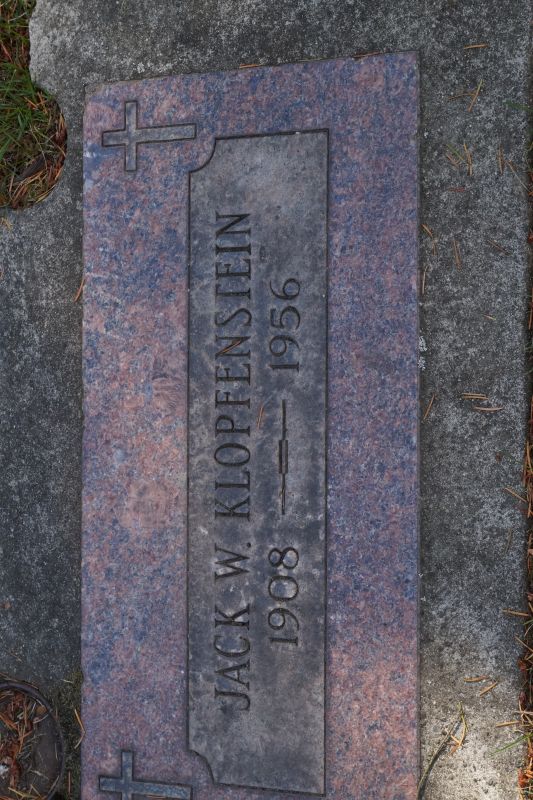 JACK W. KLOPFENSTEIN
1908 — 1956